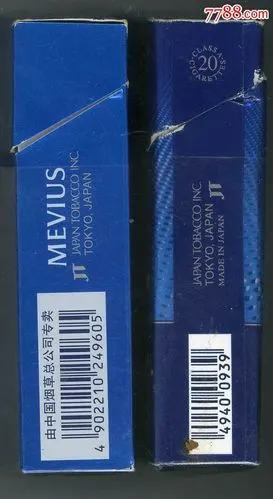 7788.com
MEVIUS
JT
JAPAN TOBACCO INC.
TOKYO, JAPAN
由中国烟草总公司专卖
4 902210 249605
20
CLASS A
CIGARETTES
JT
JAPAN TOBACCO INC.
TOKYO, JAPAN
MADE IN JAPAN
4940 0939